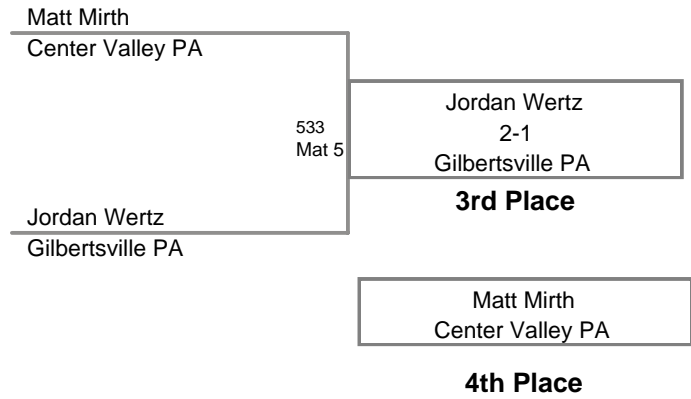 Matt Mirth
Center Valley PA
533
Mat 5
Jordan Wertz
2-1
Gilbertsville PA
3rd Place
Jordan Wertz
Gilbertsville PA
Matt Mirth
Center Valley PA
4th Place